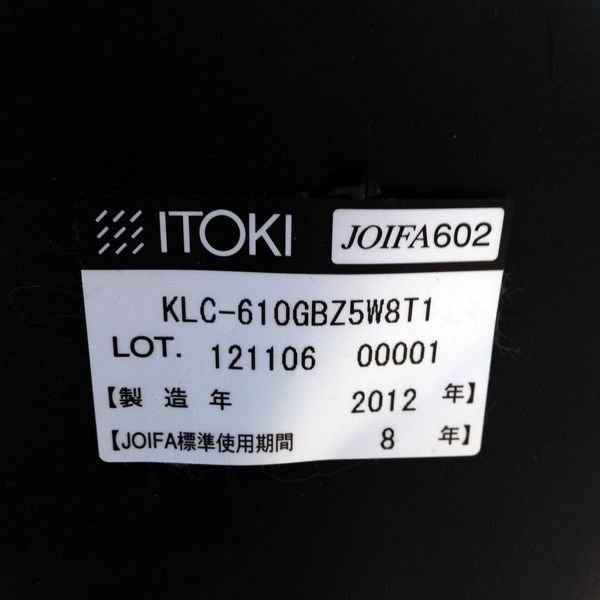 ITOKI JOIFA602
KLC-610GBZ5W8T1
LOT. 121106 00001
【製造年 2012 年】
【JOIFA標準使用期間 8 年】